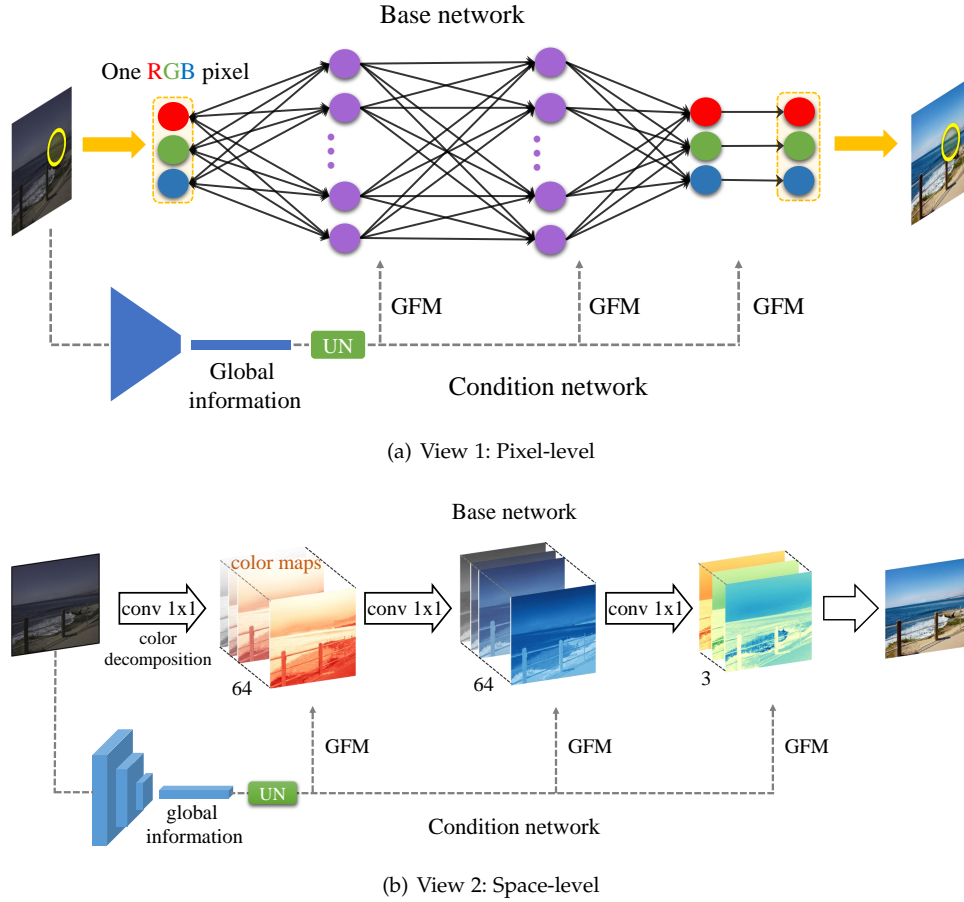 Base network
One RGB pixel
GFM
GFM
GFM
UN
Global
information
Condition network
(a) View 1: Pixel-level
Base network
color maps
conv 1x1
conv 1x1
conv 1x1
color
decomposition
64
64
3
GFM
GFM
GFM
UN
global
information
Condition network
(b) View 2: Space-level